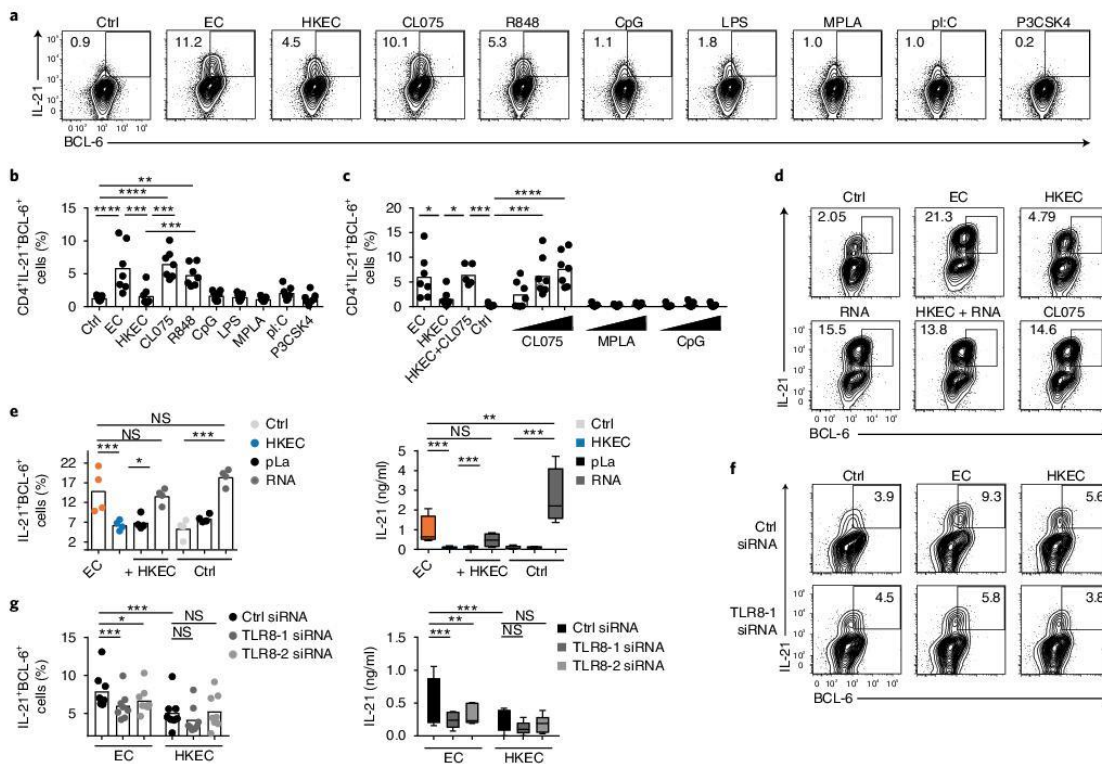 a
Ctrl EC HKEC CL075 R848 CpG LPS MPLA pI:C P3CSK4
0.9 11.2 4.5 10.1 5.3 1.1 1.8 1.0 1.0 0.2
IL-21
BCL-6
b
** 
****
**** *** ***
***
CD4+IL-21+BCL-6+
cells (%)
15
10
5
0
Ctrl EC HKEC CL075 R848 CpG LPS MPLA pI:C P3CSK4
c
****
***
* * ***
CD4+IL-21+BCL-6+
cells (%)
20
15
10
5
0
EC HKEC HKEC+CL075 Ctrl
CL075 MPLA CpG
d
Ctrl EC HKEC
2.05 21.3 4.79
RNA HKEC + RNA CL075
15.5 13.8 14.6
IL-21
BCL-6
e
NS
NS
*** * ***
IL-21+BCL-6+
cells (%)
22
17
12
7
2
EC + HKEC Ctrl
Ctrl
HKEC
pLa
RNA
**
NS
*** *** ***
IL-21 (ng/ml)
5
4
3
2
1
0
EC + HKEC Ctrl
Ctrl
HKEC
pLa
RNA
f
Ctrl EC HKEC
Ctrl
siRNA
3.9 9.3 5.6
TLR8-1
siRNA
4.5 5.8 3.8
IL-21
BCL-6
g
*** NS
* NS
***
IL-21+BCL-6+
cells (%)
15
10
5
EC HKEC
Ctrl siRNA
TLR8-1 siRNA
TLR8-2 siRNA
*** NS
** NS
***
IL-21 (ng/ml)
1.5
1.0
0.5
0.0
EC HKEC
Ctrl siRNA
TLR8-1 siRNA
TLR8-2 siRNA